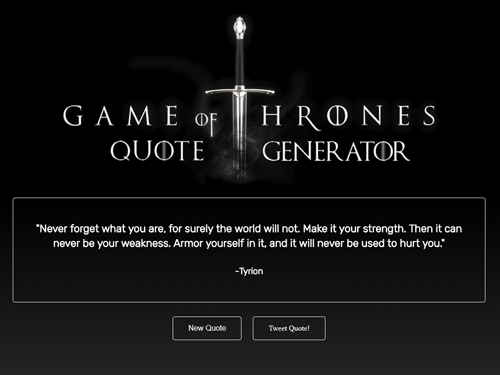 GAME OF THRONES
QUOTE GENERATOR
"Never forget what you are, for surely the world will not. Make it your strength. Then it can
never be your weakness. Armor yourself in it, and it will never be used to hurt you."
-Tyrion
New Quote
Tweet Quote!